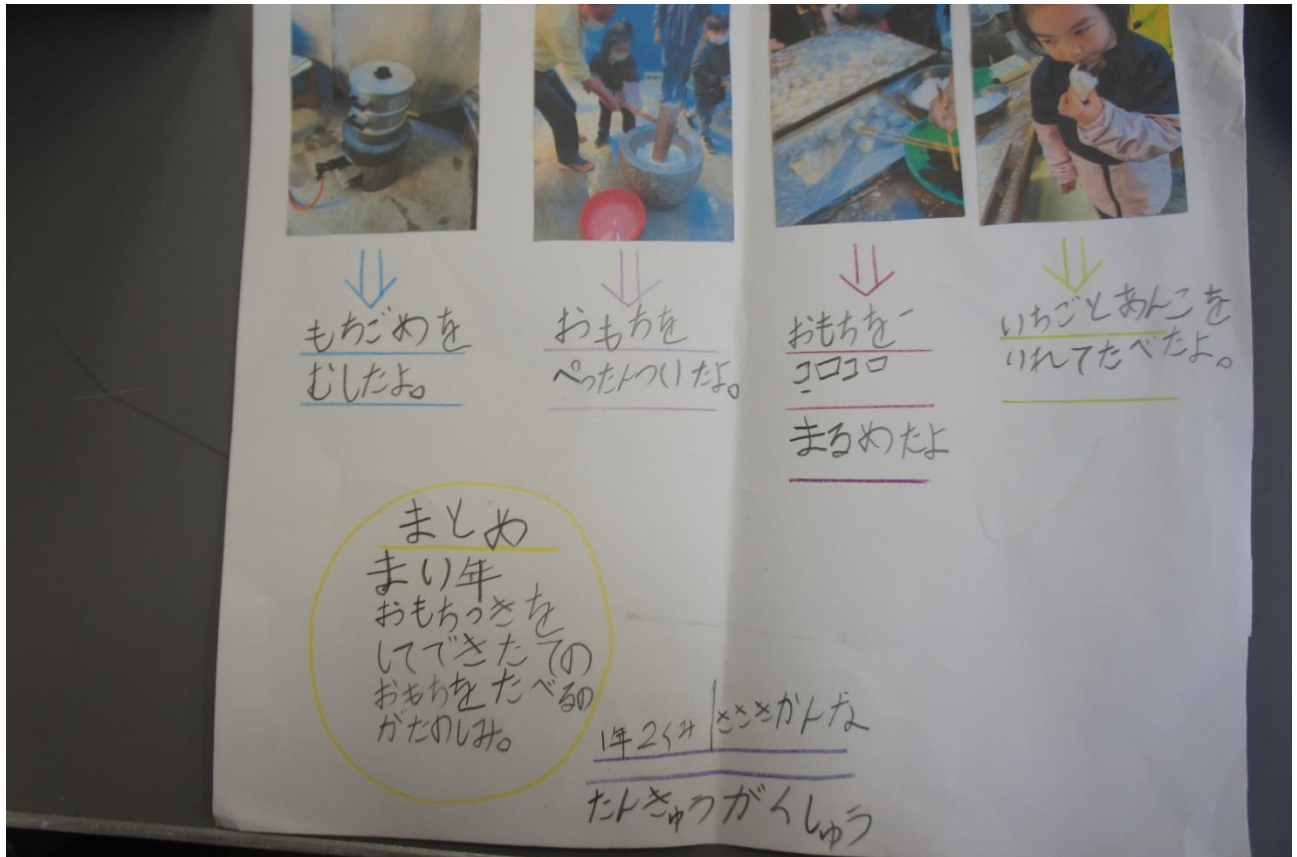 もちごめを
むしたよ。
おもちを
ぺったんついたよ。
おもちを
コロコロ
まるめたよ
いちごとあんこを
いれてたべたよ。
まとめ
まい年
おもちつきを
してできたての
おもちをたべるの
がたのしみ。
1年2くみ ささきかんな
たんきゅうがくしゅう